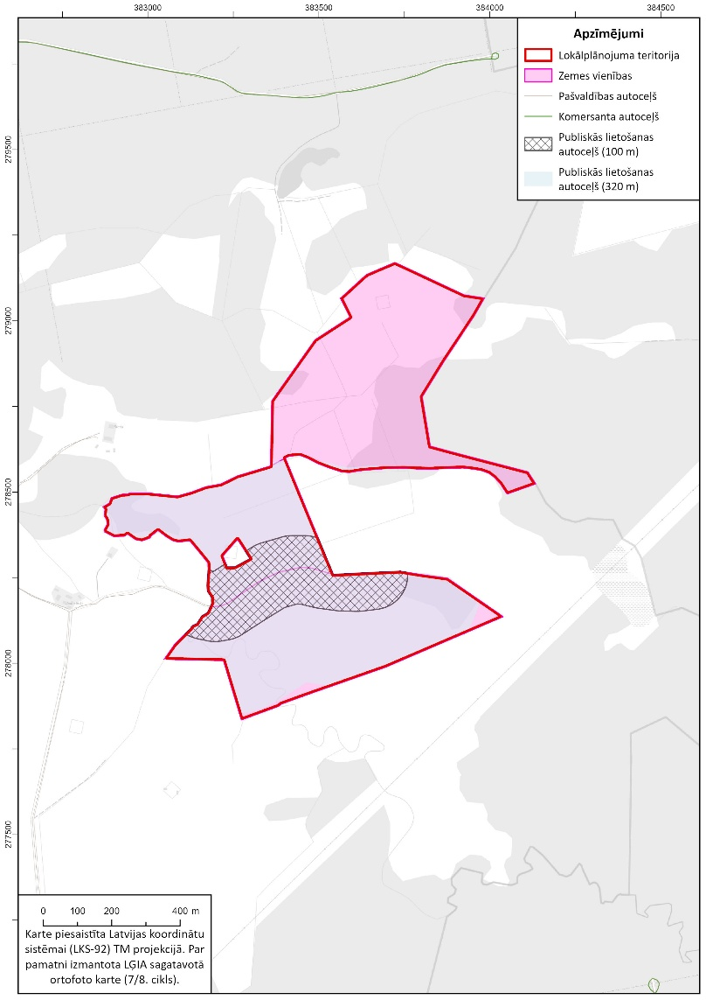 383000
383500
384000
384500
Apzīmējumi
Lokālplānojuma teritorija
Zemes vienības
Pašvaldības autoceļš
Komersanta autoceļš
Publiskās lietošanas
autoceļš (100 m)
Publiskās lietošanas
autoceļš (320 m)
279500
279000
278500
278000
277500
0 100 200 400 m
Karte piesaistīta Latvijas koordinātu
sistēmai (LKS-92) TM projekcijā. Par
pamatni izmantota LĢIA sagatavotā
ortofoto karte (7/8. cikls).